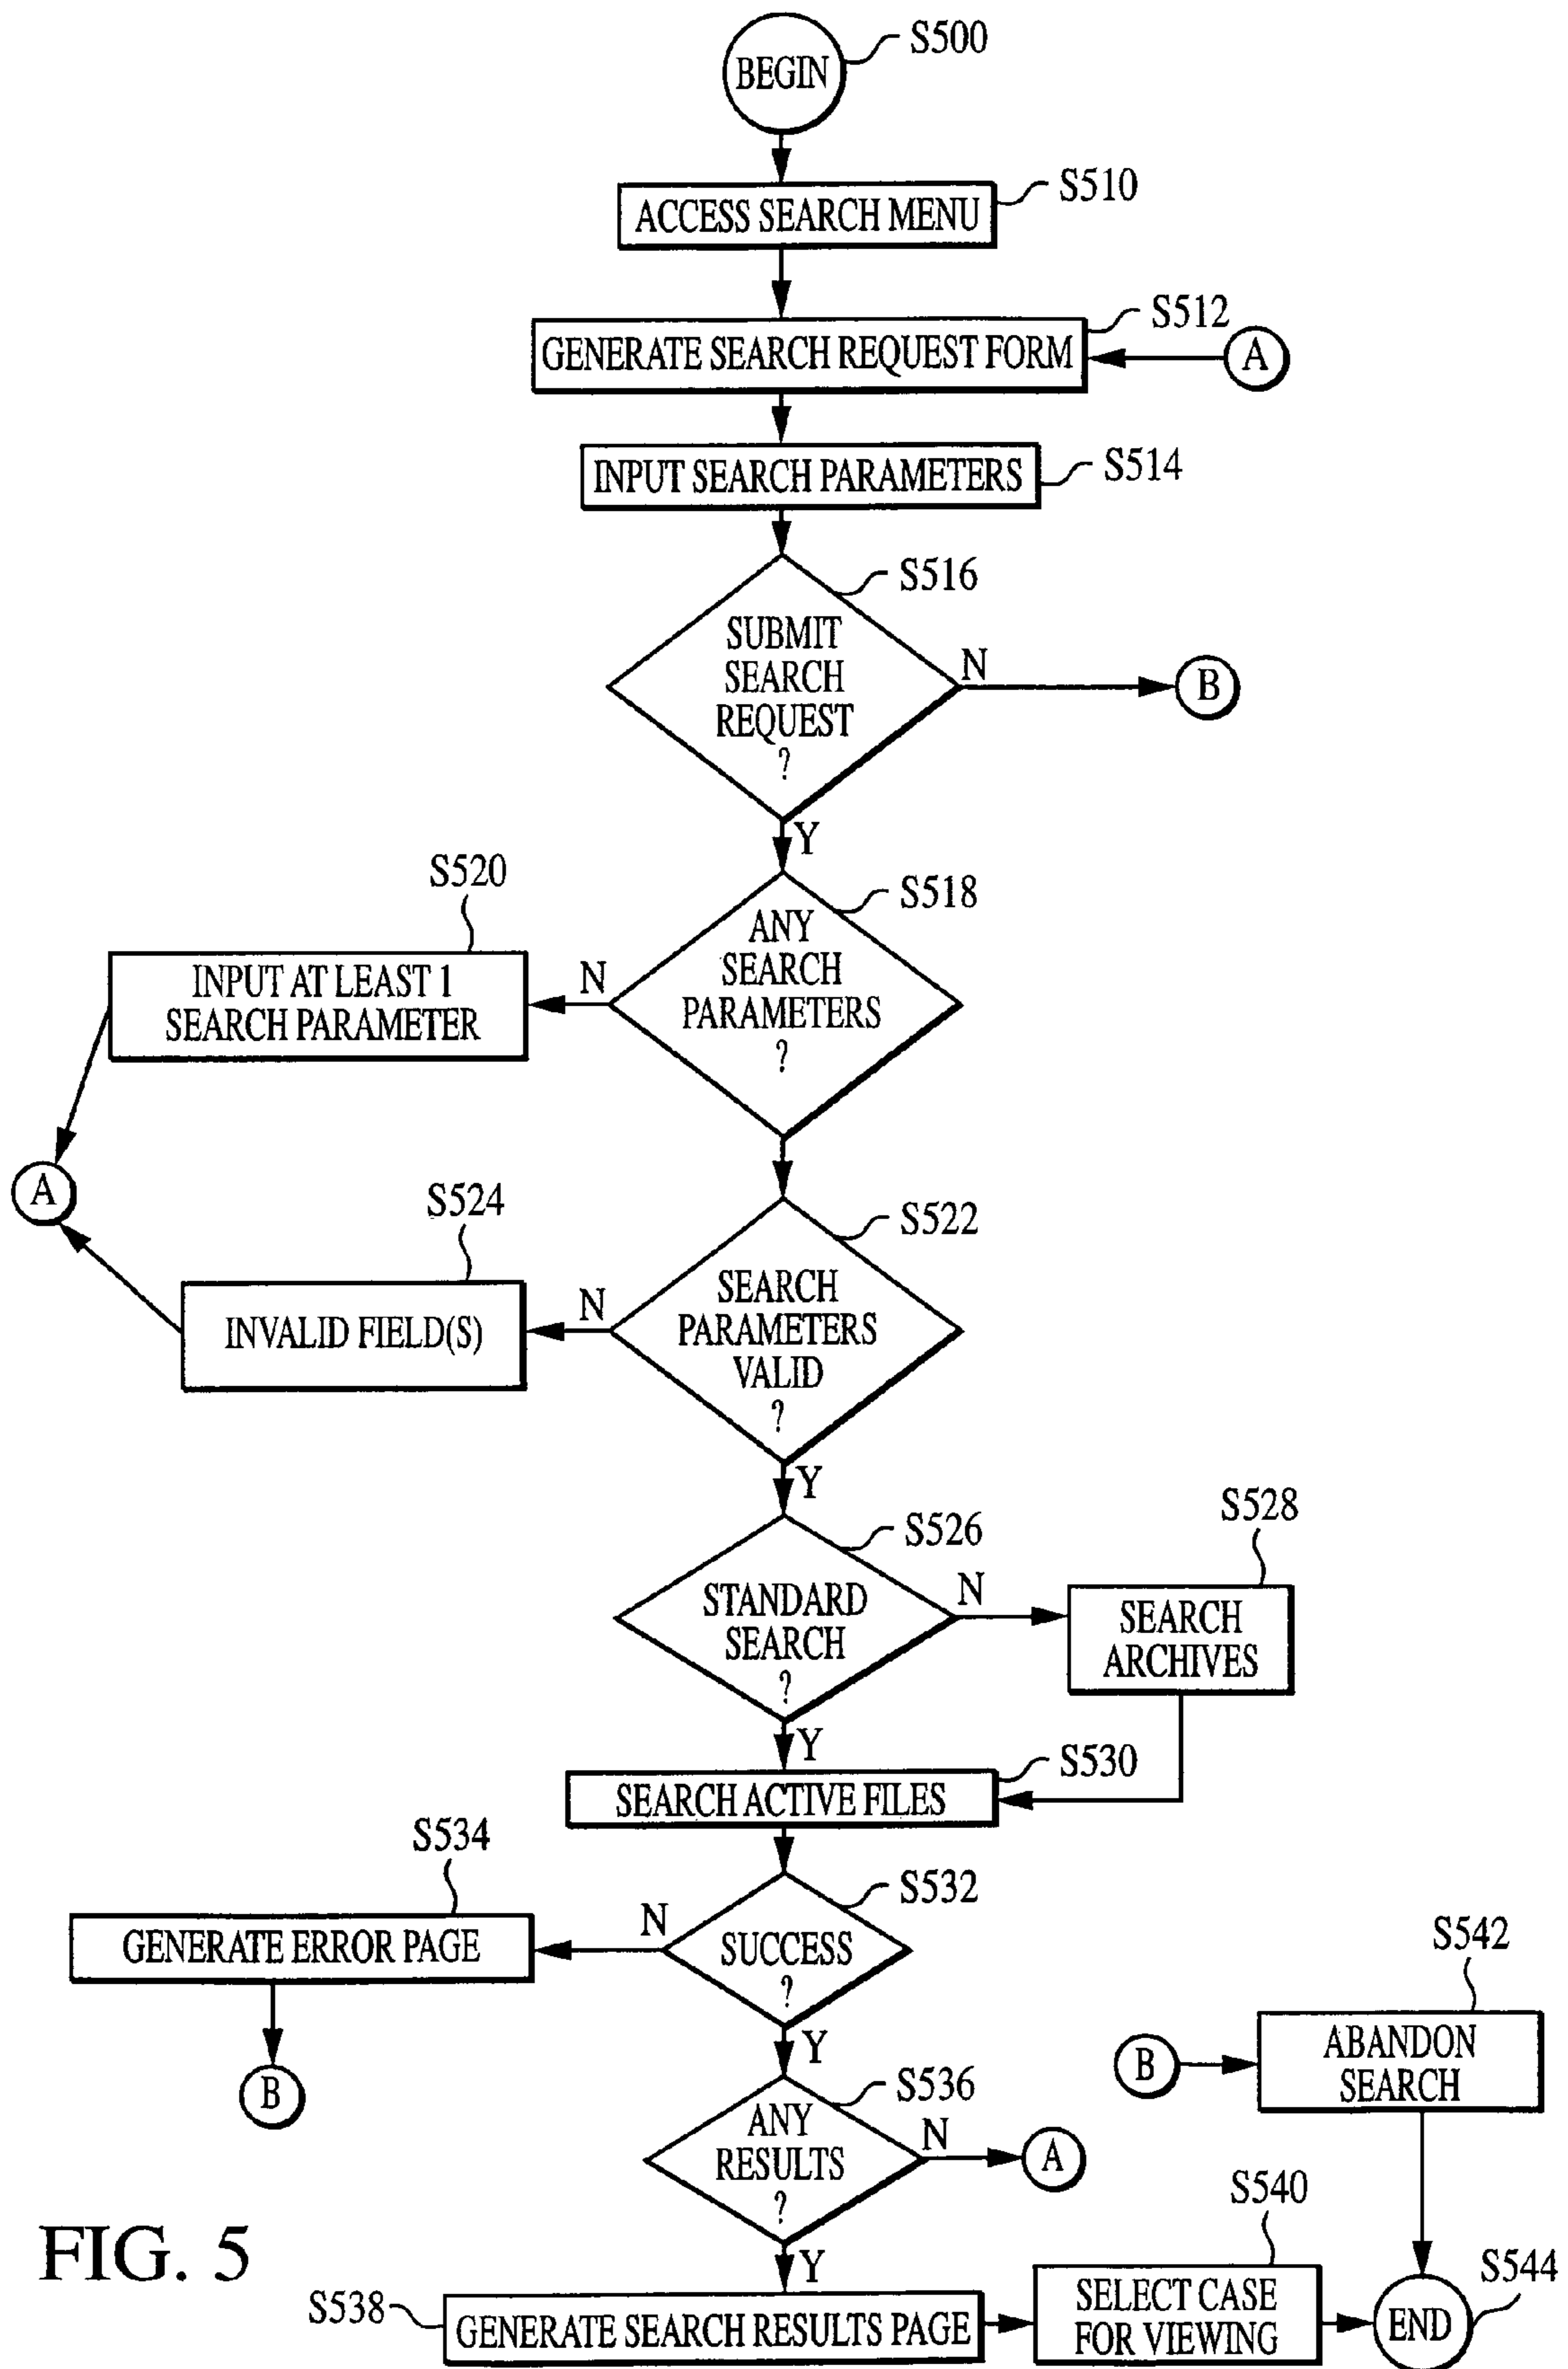 BEGIN
S500
ACCESS SEARCH MENU
S510
GENERATE SEARCH REQUEST FORM
S512
A
INPUT SEARCH PARAMETERS
S514
S516
SUBMIT
SEARCH
REQUEST
?
N
B
Y
S520
S518
INPUT AT LEAST 1
SEARCH PARAMETER
N
ANY
SEARCH
PARAMETERS
?
A
S524
S522
INVALID FIELD(S)
N
SEARCH
PARAMETERS
VALID
?
Y
S526
S528
STANDARD
SEARCH
?
N
SEARCH
ARCHIVES
Y
S530
SEARCH ACTIVE FILES
S534
S532
GENERATE ERROR PAGE
N
SUCCESS
?
S542
B
Y
B
ABANDON
SEARCH
S536
ANY
RESULTS
?
N
A
S540
FIG. 5
Y
S544
S538
GENERATE SEARCH RESULTS PAGE
SELECT CASE
FOR VIEWING
END